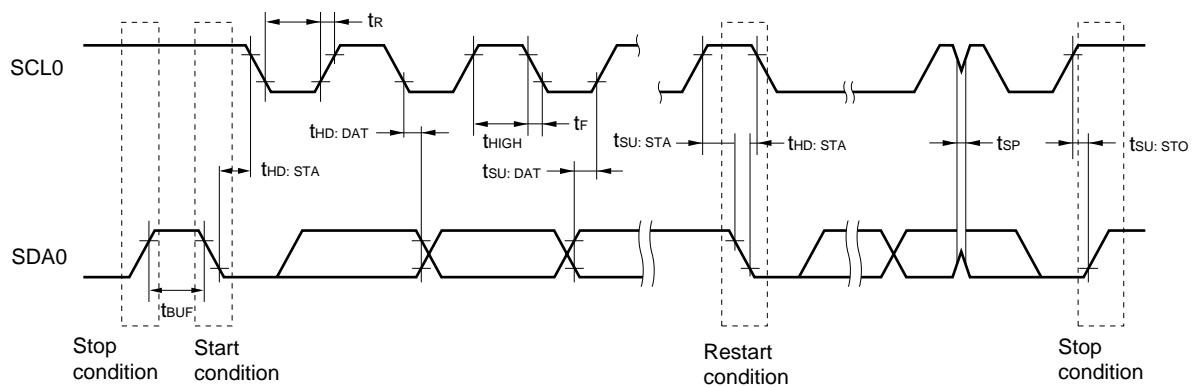 tR
SCL0
tHD: DAT
tHIGH
tF
tSU: STA
tHD: STA
tSP
tSU: STO
tHD: STA
tSU: DAT
SDA0
tBUF
Stop
condition
Start
condition
Restart
condition
Stop
condition